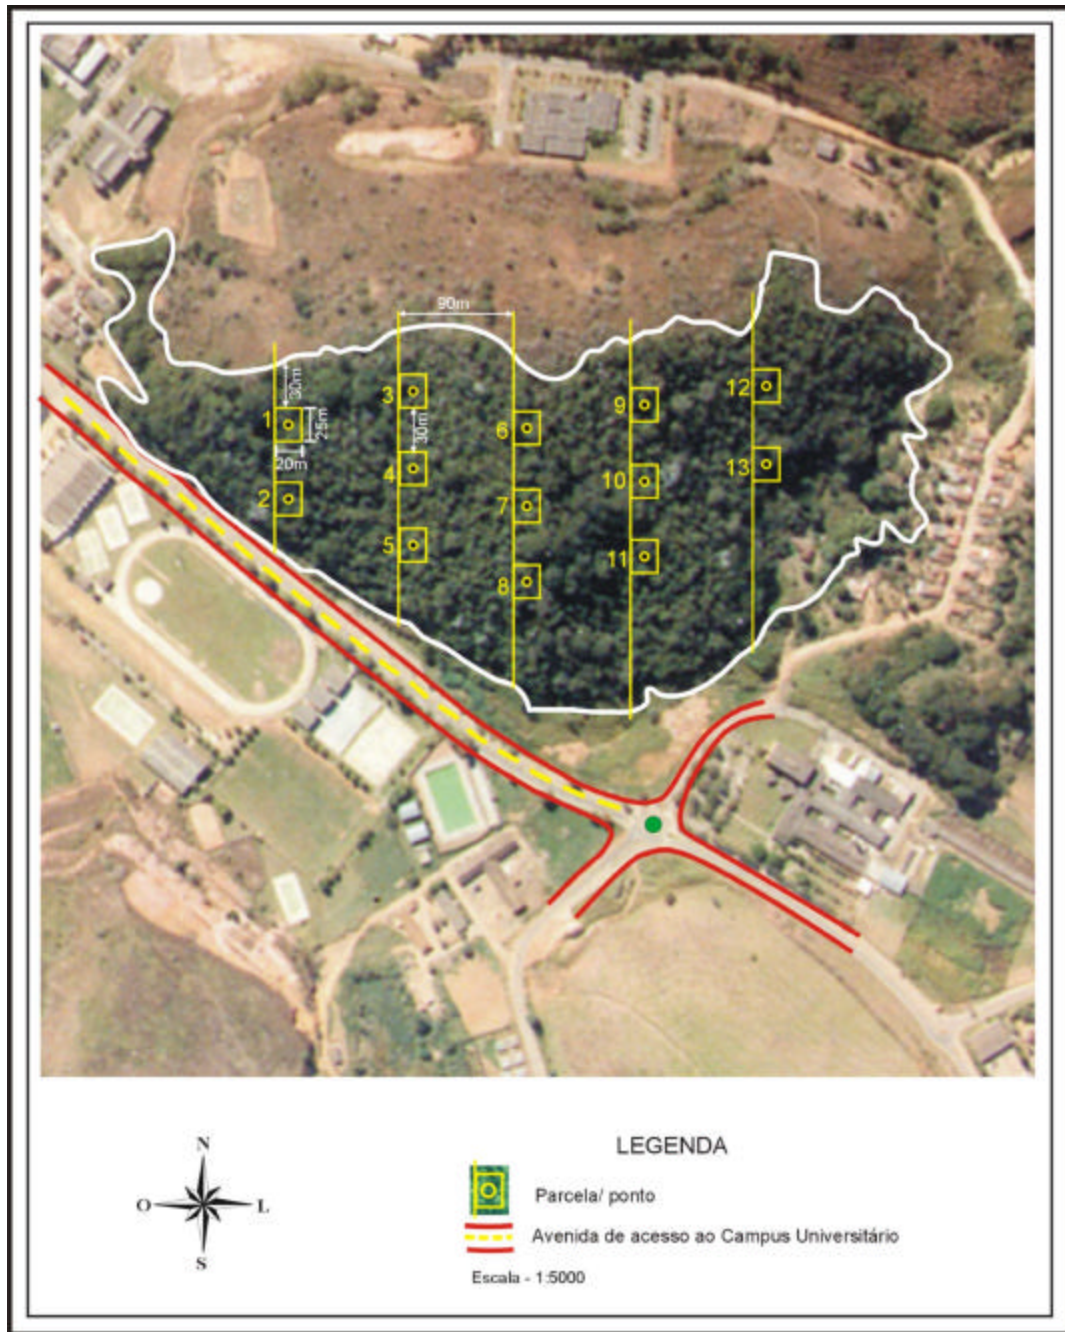 90m
30m
1
25m
20m
2
3
30m
4
5
6
7
8
9
10
11
12
13
N
O
L
S
LEGENDA
Parcela/ ponto
Avenida de acesso ao Campus Universitário
Escala - 1:5000